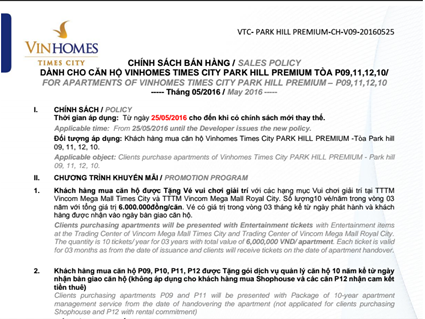 VTC- PARK HILL PREMIUM-CH-V09-20160525
VINHOMES
TIMES CITY
CHÍNH SÁCH BÁN HÀNG / SALES POLICY
DÀNH CHO CĂN HỘ VINHOMES TIMES CITY PARK HILL PREMIUM TÒA P09,11,12,10/
FOR APARTMENTS OF VINHOMES TIMES CITY PARK HILL PREMIUM – P09,11,12,10
----- Tháng 05/2016 / May 2016 -----
I. CHÍNH SÁCH / POLICY
Thời gian áp dụng: Từ ngày 25/05/2016 cho đến khi có chính sách mới thay thế.
Applicable time: From 25/05/2016 until the Developer issues the new policy.
Đối tượng áp dụng: Khách hàng mua căn hộ Vinhomes Times City PARK HILL PREMIUM -Tòa Park hill
09, 11, 12, 10.
Applicable object: Clients purchase apartments of Vinhomes Times City PARK HILL PREMIUM - Park hill
09, 11, 12, 10.
II. CHƯƠNG TRÌNH KHUYẾN MÃI / PROMOTION PROGRAM
1. Khách hàng mua căn hộ được Tặng Vé vui chơi giải trí với các hạng mục Vui chơi giải trí tại TTTM
Vincom Mega Mall Times City và TTTM Vincom Mega Mall Royal City. Số lượng10 vé/năm trong vòng 03
năm với tổng giá trị 6.000.000đồng/căn. Vé có giá trị trong vòng 03 tháng kể từ ngày phát hành và khách
hàng được nhận vào ngày bàn giao căn hộ.
Clients purchasing apartments will be presented with Entertainment tickets with Entertainment items
at the Trading Center of Vincom Mega Mall Times City and Trading Center of Vincom Mega Mall Royal City.
The quantity is 10 tickets/ year for 03 years with total value of 6,000,000 VND/ apartment. Each ticket is valid
for 03 months as from the date of issuance and clients will receive tickets on the date of apartment handover.
2. Khách hàng mua căn hộ P09, P10, P11, P12 được Tặng gói dịch vụ quản lý căn hộ 10 năm kể từ ngày
nhận bàn giao căn hộ (không áp dụng cho khách hàng mua Shophouse và các căn P12 nhận cam kết
tiền thuê)
Clients purchasing apartments P09 and P11 will be presented with Package of 10-year apartment
management service from the date of handovering the apartment (not applicable for clients purchasing
Shophouse and P12 with rental commitment)